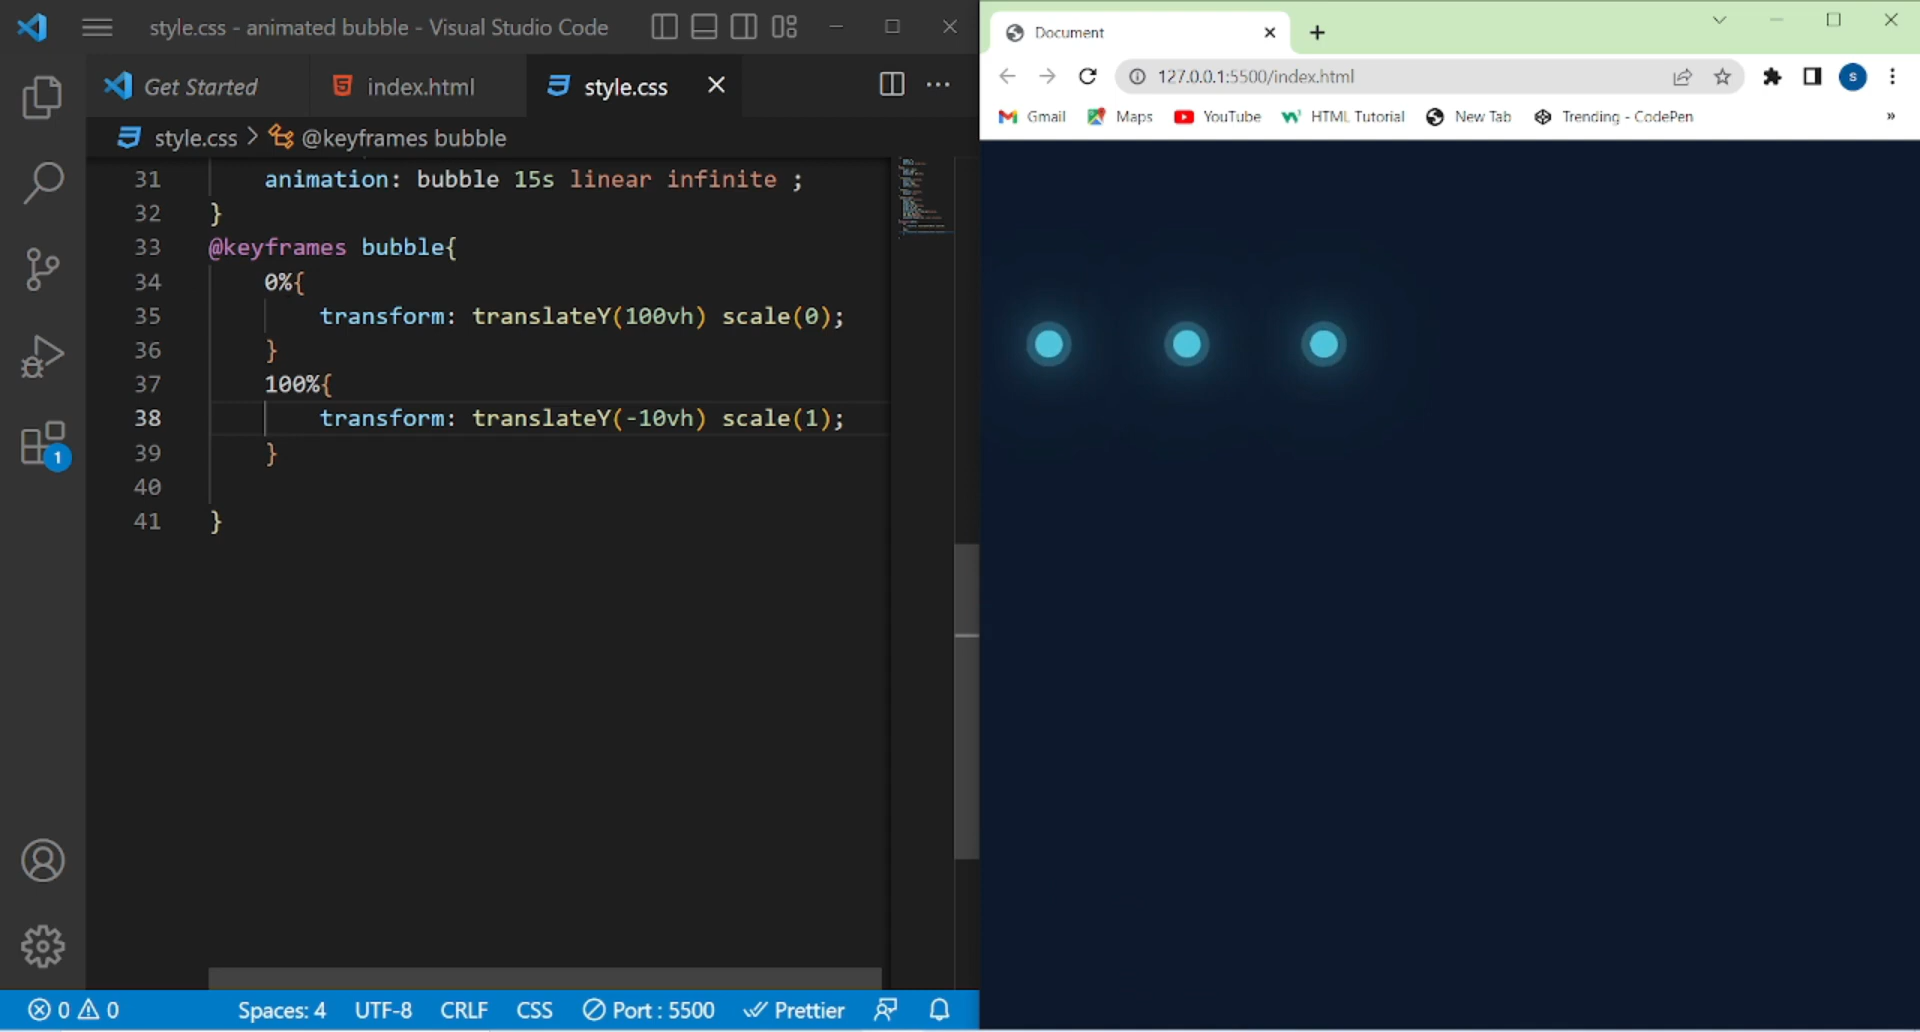 style.css - animated bubble - Visual Studio Code
Get Started
index.html
style.css
style.css > @keyframes bubble
31 animation: bubble 15s linear infinite ;
32 }
33 @keyframes bubble{
34 0%{
35 transform: translateY(100vh) scale(0);
36 }
37 100%{
38 transform: translateY(-10vh) scale(1);
39 }
40
41 }
1
0 0 Spaces: 4 UTF-8 CRLF CSS Port : 5500 Prettier
Document
127.0.0.1:5500/index.html
S
Gmail Maps YouTube HTML Tutorial New Tab Trending - CodePen »